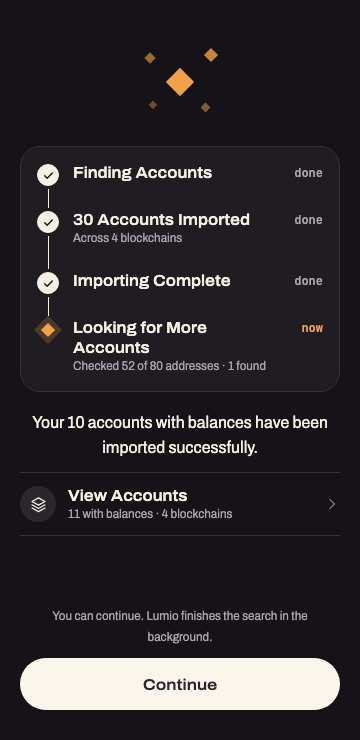 Finding Accounts
done
30 Accounts Imported
done
Across 4 blockchains
Importing Complete
done
Looking for More
now
Accounts
Checked 52 of 80 addresses · 1 found
Your 10 accounts with balances have been
imported successfully.
View Accounts
11 with balances · 4 blockchains
You can continue. Lumio finishes the search in the
background.
Continue